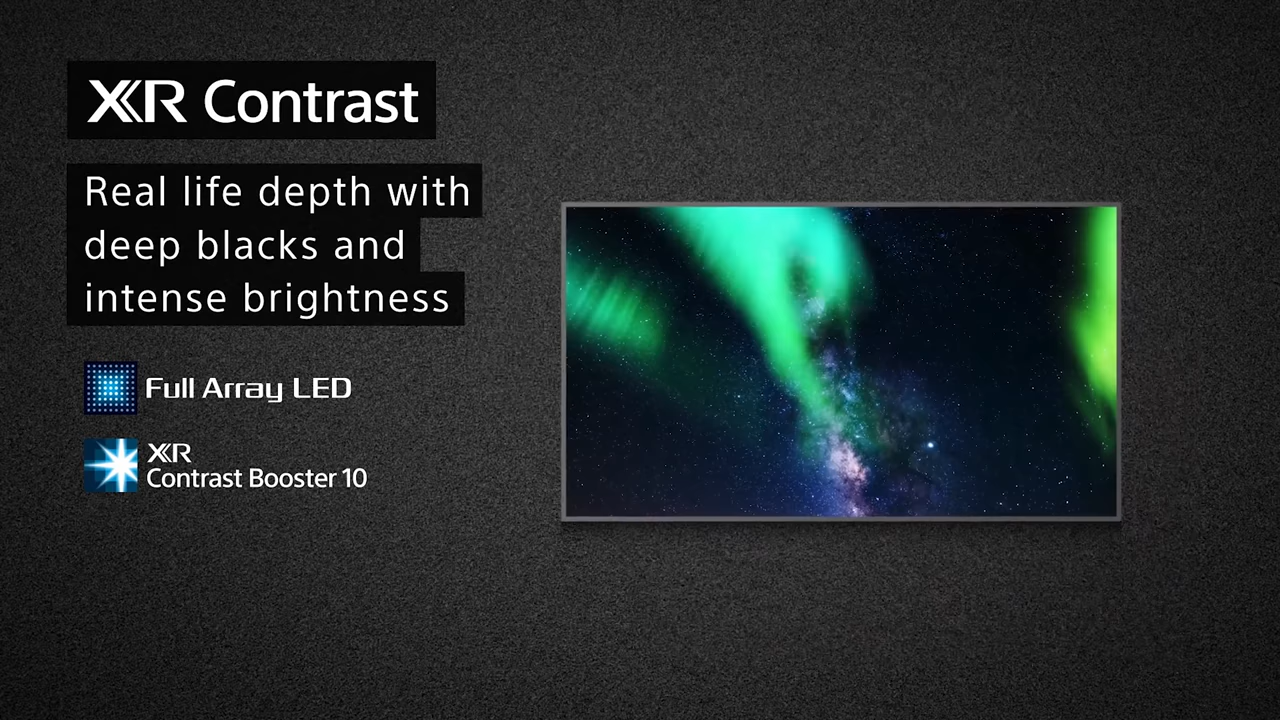 XR Contrast
Real life depth with
deep blacks and
intense brightness
Full Array LED
XR
Contrast Booster 10